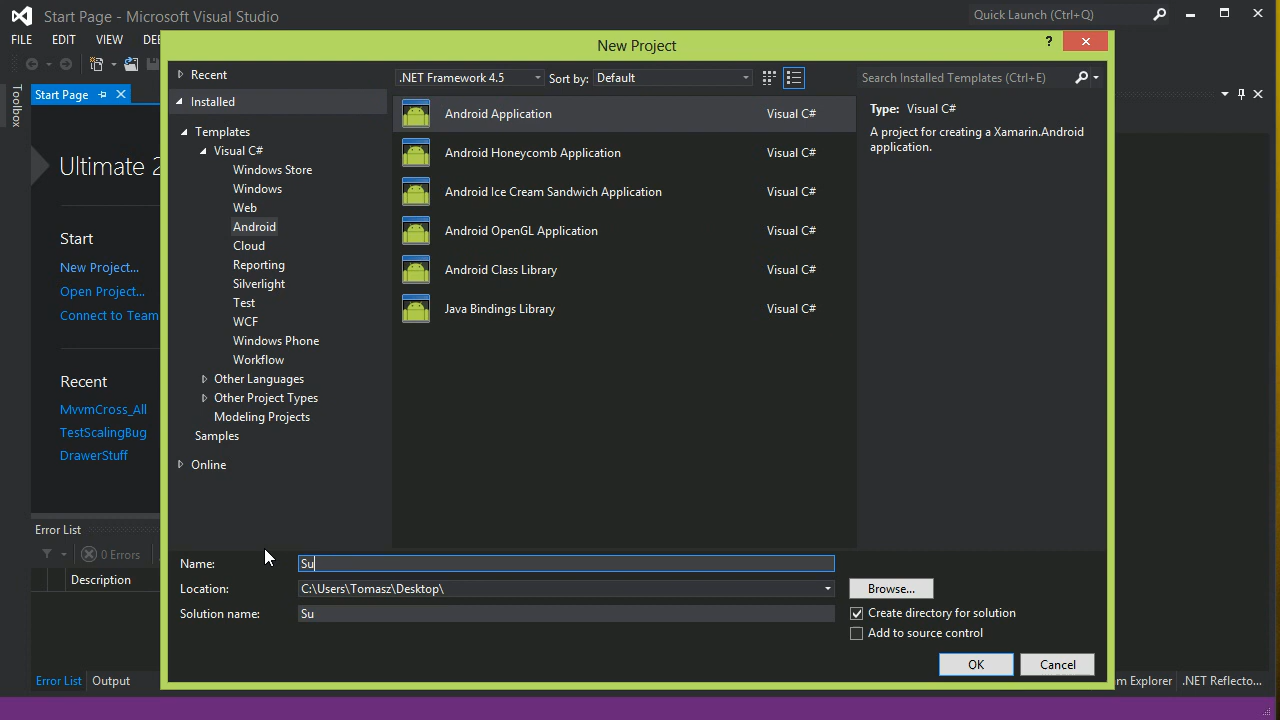 Start Page - Microsoft Visual Studio
Quick Launch (Ctrl+Q)
FILE EDIT VIEW
Toolbox
Start Page
Ultimate 2
Start
New Project...
Open Project...
Connect to Team
Recent
MvvmCross_All
TestScalingBug
DrawerStuff
Error List
0 Errors
Description
Error List Output
New Project
?
Recent
Installed
Templates
Visual C#
Windows Store
Windows
Web
Android
Cloud
Reporting
Silverlight
Test
WCF
Windows Phone
Workflow
Other Languages
Other Project Types
Modeling Projects
Samples
Online
.NET Framework 4.5 Sort by: Default
Search Installed Templates (Ctrl+E)
Android Application Visual C#
Android Honeycomb Application Visual C#
Android Ice Cream Sandwich Application Visual C#
Android OpenGL Application Visual C#
Android Class Library Visual C#
Java Bindings Library Visual C#
Type: Visual C#
A project for creating a Xamarin.Android
application.
Name: Su
Location: C:\Users\Tomasz\Desktop\ Browse...
Solution name: Su
Create directory for solution
Add to source control
OK Cancel
Explorer .NET Reflecto...